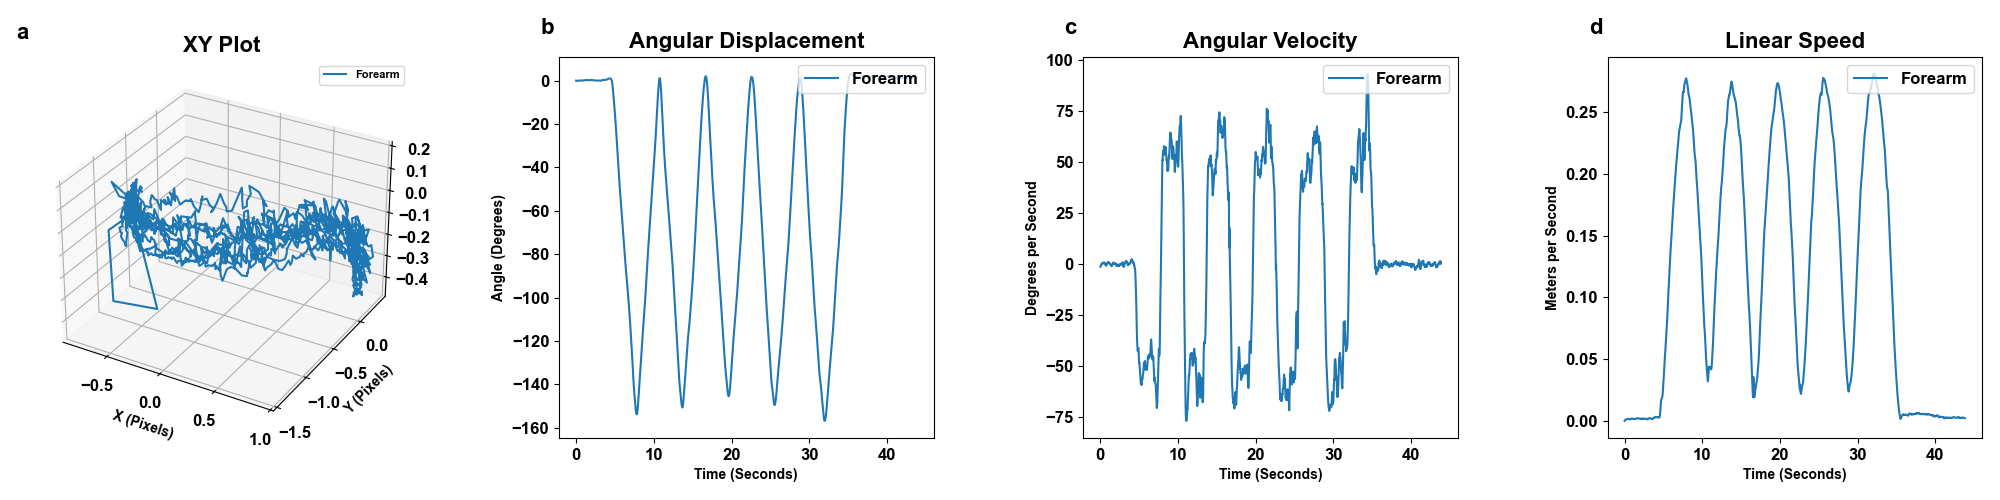 a
XY Plot
Forearm
0.2
0.1
0.0
−0.1
−0.2
−0.3
−0.4
0.0
−0.5
−1.0
−1.5
Y (Pixels)
−0.5
0.0
0.5
1.0
X (Pixels)
b
Angular Displacement
Forearm
0
−20
−40
−60
−80
−100
−120
−140
−160
Angle (Degrees)
0 10 20 30 40
Time (Seconds)
c
Angular Velocity
Forearm
100
75
50
25
0
−25
−50
−75
Degrees per Second
0 10 20 30 40
Time (Seconds)
d
Linear Speed
Forearm
0.25
0.20
0.15
0.10
0.05
0.00
Meters per Second
0 10 20 30 40
Time (Seconds)